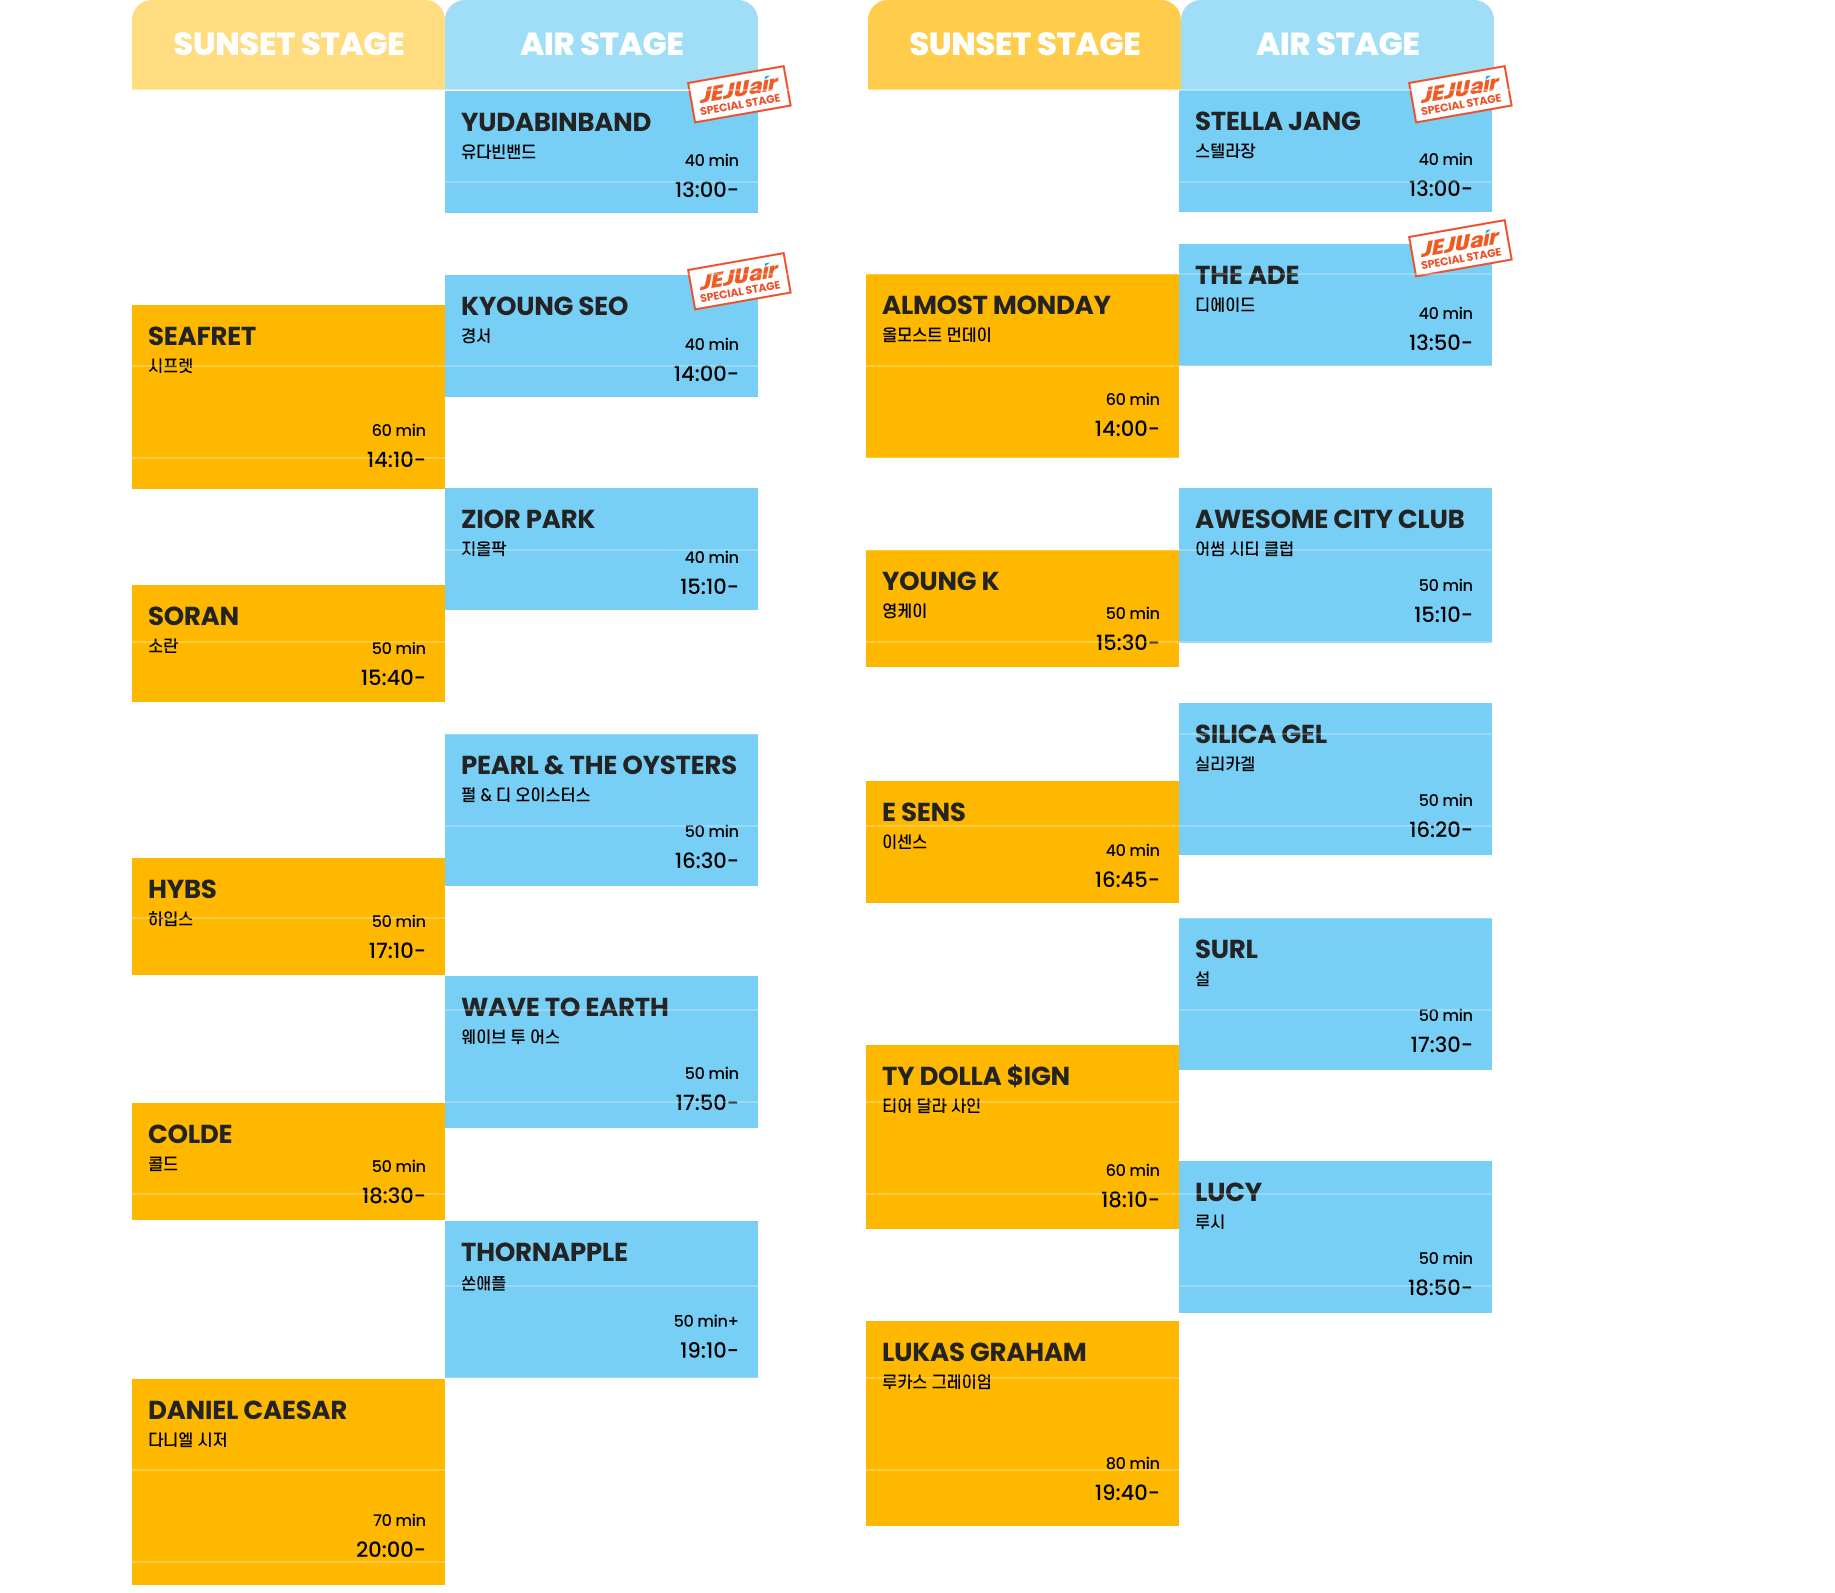 SUNSET STAGE
AIR STAGE
JEJUair
SPECIAL STAGE
YUDABINBAND
유다빈밴드
40 min
13:00-
JEJUair
SPECIAL STAGE
KYOUNG SEO
경서
40 min
14:00-
SEAFRET
시프렛
60 min
14:10-
ZIOR PARK
지올팍
40 min
15:10-
SORAN
소란
50 min
15:40-
PEARL & THE OYSTERS
펄 & 디 오이스터스
50 min
16:30-
HYBS
하입스
50 min
17:10-
WAVE TO EARTH
웨이브 투 어스
50 min
17:50-
COLDE
콜드
50 min
18:30-
THORNAPPLE
쏜애플
50 min+
19:10-
DANIEL CAESAR
다니엘 시저
70 min
20:00-
SUNSET STAGE
AIR STAGE
JEJUair
SPECIAL STAGE
STELLA JANG
스텔라장
40 min
13:00-
JEJUair
SPECIAL STAGE
THE ADE
디에이드
40 min
13:50-
ALMOST MONDAY
올모스트 먼데이
60 min
14:00-
AWESOME CITY CLUB
어썸 시티 클럽
50 min
15:10-
YOUNG K
영케이
50 min
15:30-
SILICA GEL
실리카겔
50 min
16:20-
E SENS
이센스
40 min
16:45-
SURL
설
50 min
17:30-
TY DOLLA $IGN
티어 달라 사인
60 min
18:10-
LUCY
루시
50 min
18:50-
LUKAS GRAHAM
루카스 그레이엄
80 min
19:40-